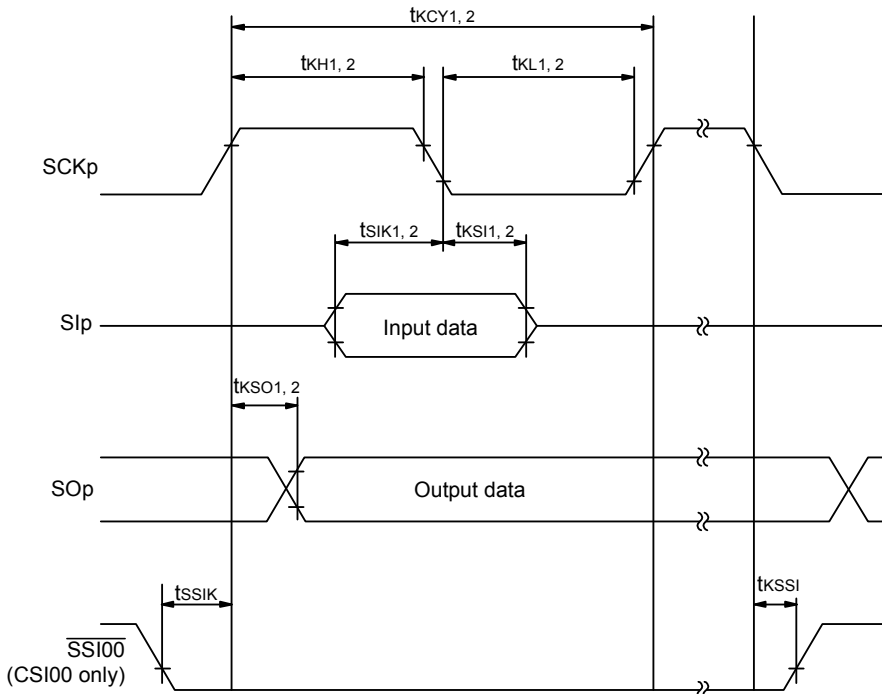 tKCY1, 2
tKH1, 2
tKL1, 2
SCKp
tSIK1, 2
tKSI1, 2
SIp
Input data
tKSO1, 2
SOp
Output data
tSSIK
tKSSI
SSI00
(CSI00 only)